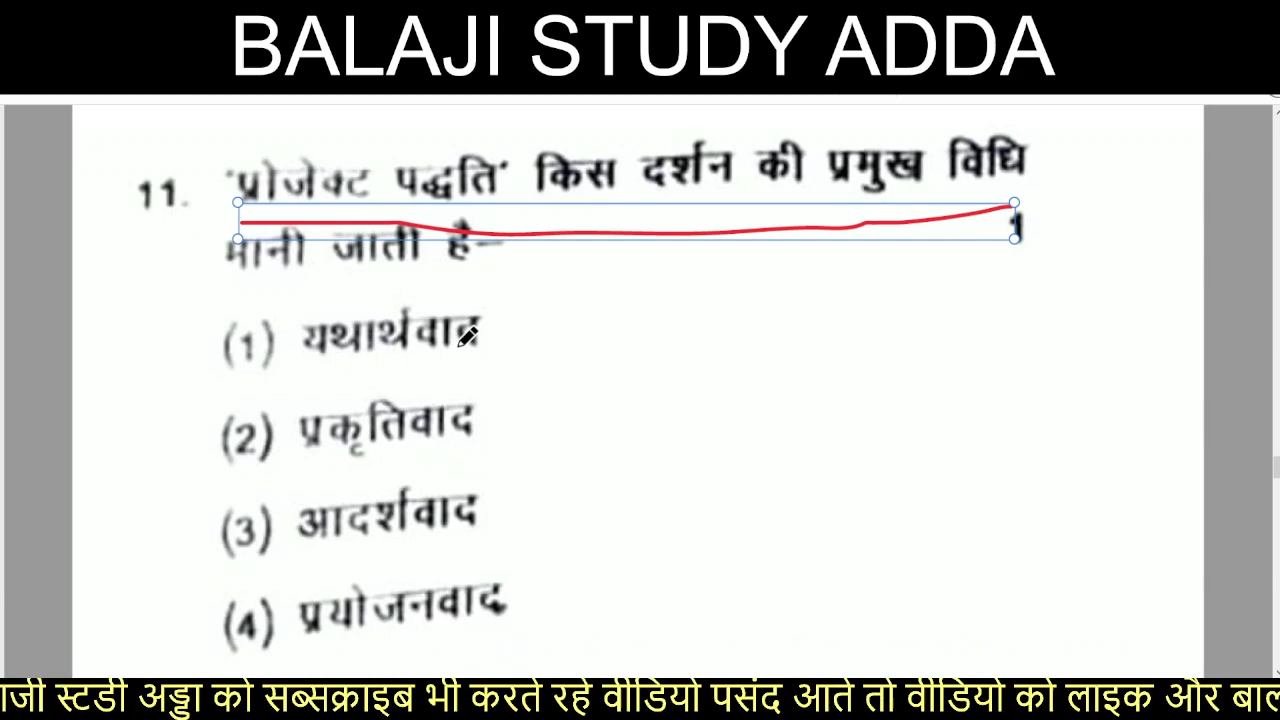 BALAJI STUDY ADDA
11. 'प्रोजेक्ट पद्धति' किस दर्शन की प्रमुख विधि
मानी जाती है– 1
(1) यथार्थवाद
(2) प्रकृतिवाद
(3) आदर्शवाद
(4) प्रयोजनवाद
स्टडी अड्डा को सब्सक्राइब भी करते रहे वीडियो पसंद आते तो वीडियो को लाइक और